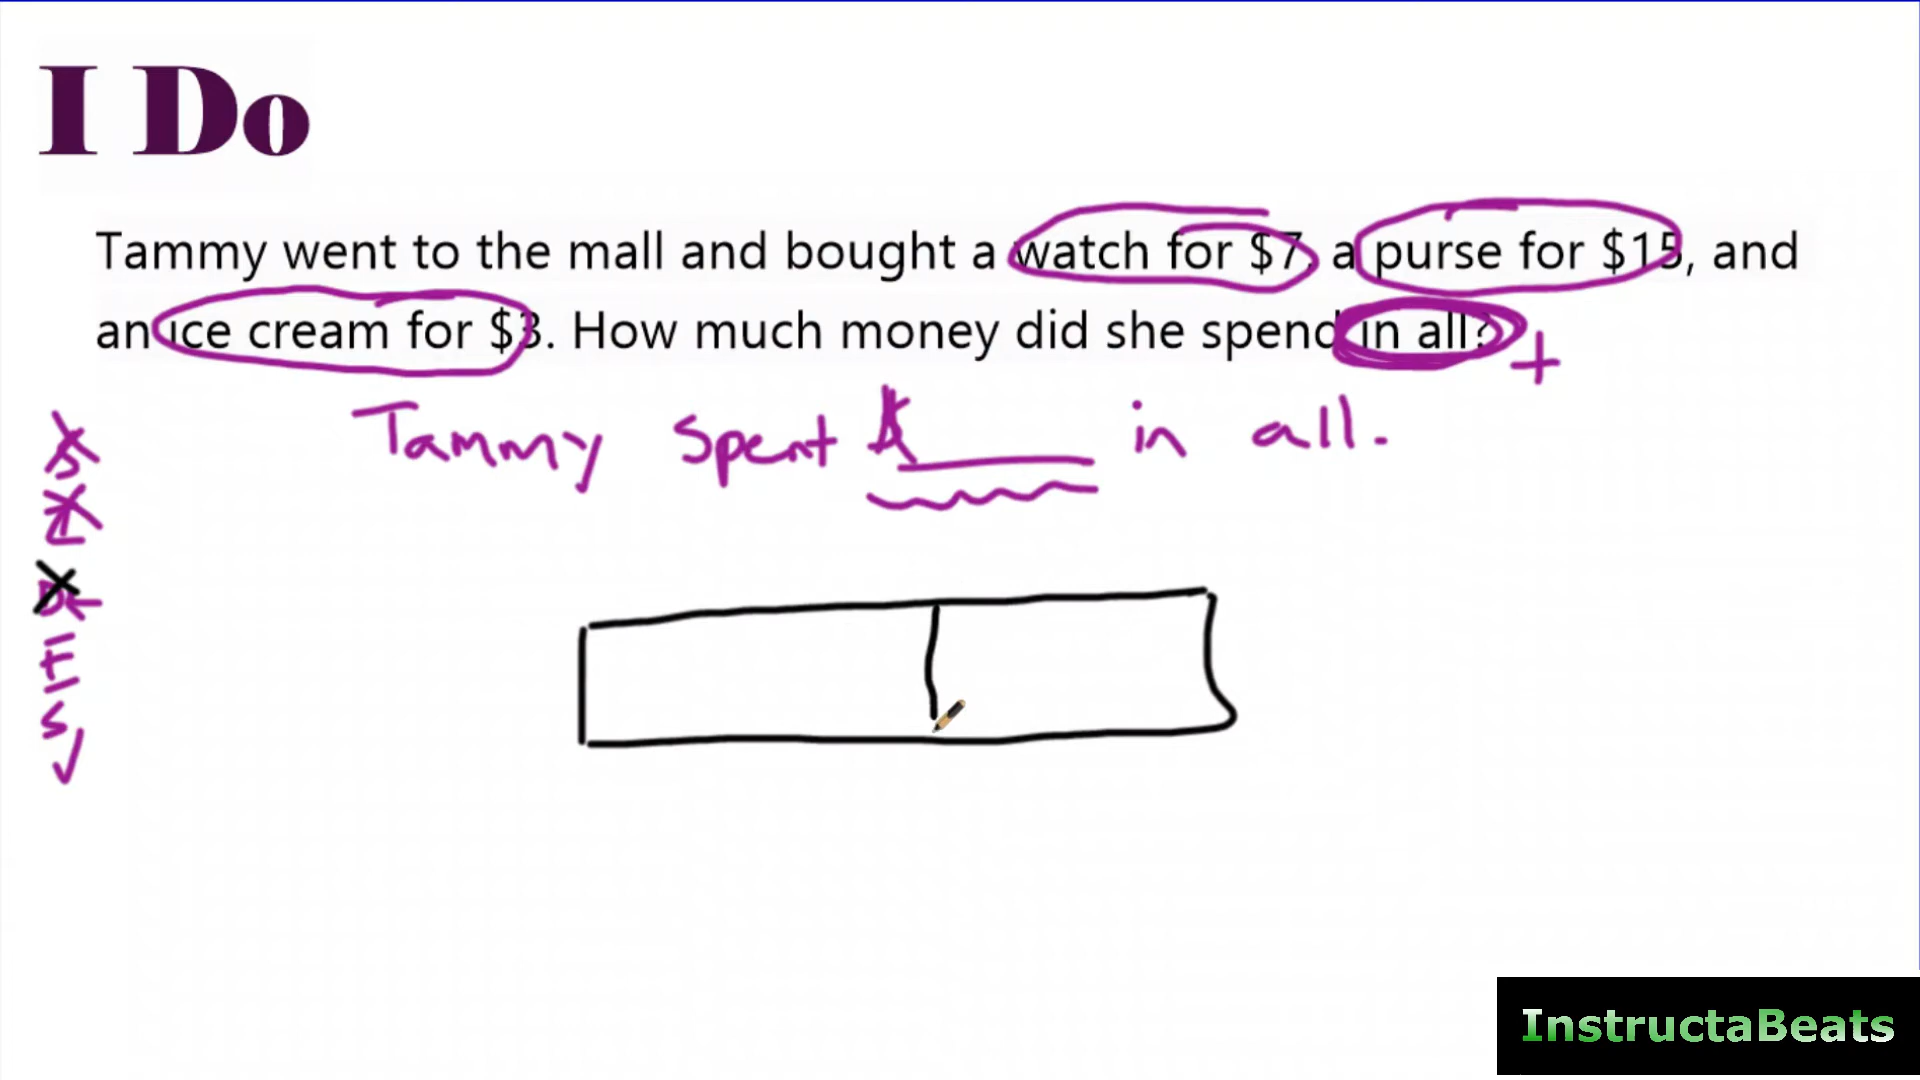 I Do
Tammy went to the mall and bought a watch for $7, a purse for $15, and
an ice cream for $3. How much money did she spend in all?
+
Tammy spent $____ in all.
E
S
InstructaBeats